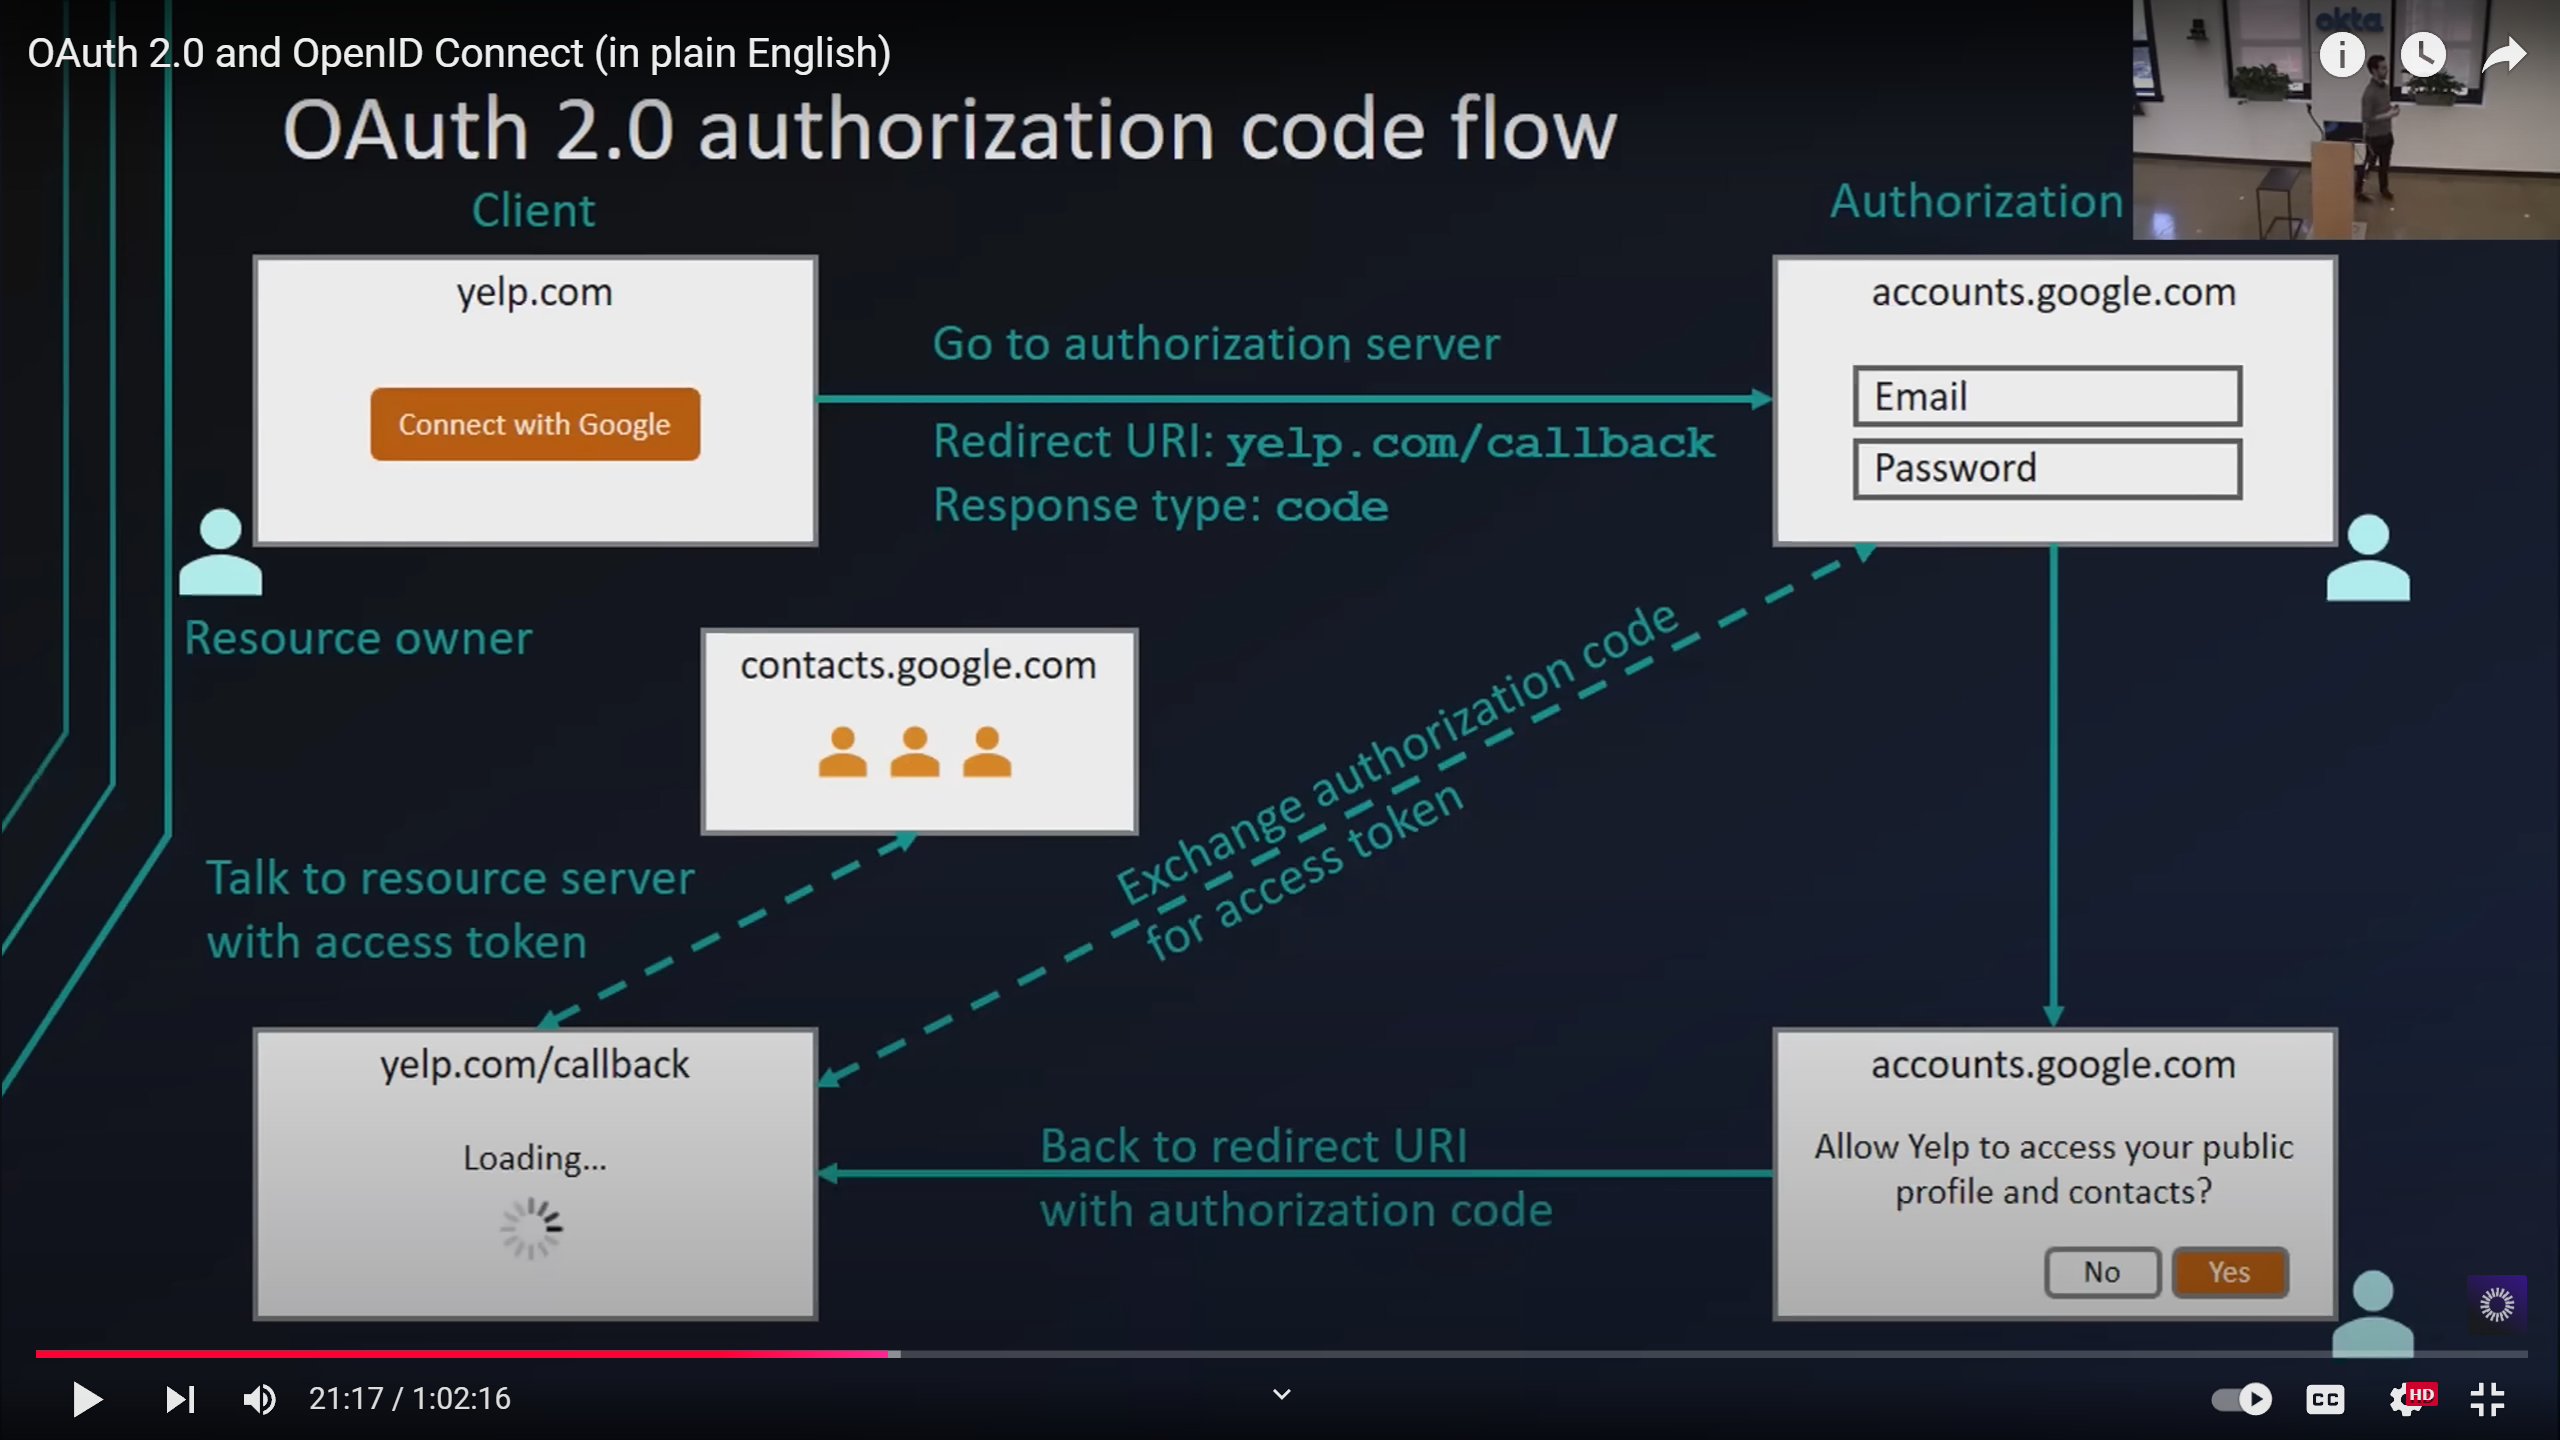 OAuth 2.0 and OpenID Connect (in plain English)
okta
OAuth 2.0 authorization code flow
Client
Authorization
yelp.com
Connect with Google
Go to authorization server
Redirect URI: yelp.com/callback
Response type: code
accounts.google.com
Email
Password
Resource owner
contacts.google.com
Exchange authorization code
for access token
Talk to resource server
with access token
yelp.com/callback
Loading...
Back to redirect URI
with authorization code
accounts.google.com
Allow Yelp to access your public
profile and contacts?
No
Yes
21:17 / 1:02:16
CC
HD